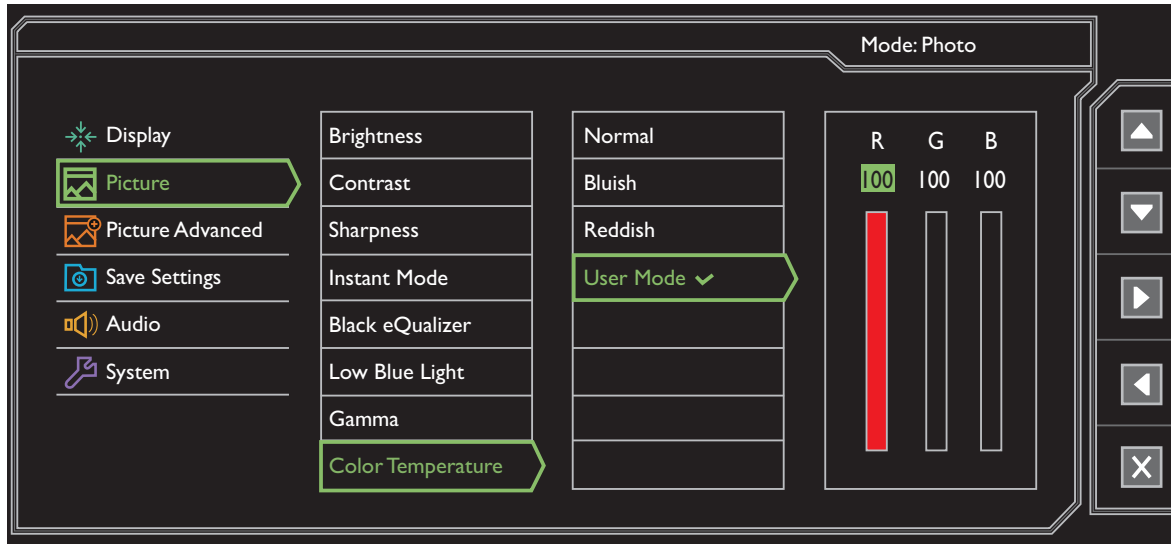 Mode: Photo
Display
Picture
Picture Advanced
Save Settings
Audio
System
Brightness
Contrast
Sharpness
Instant Mode
Black eQualizer
Low Blue Light
Gamma
Color Temperature
Normal
Bluish
Reddish
User Mode
R G B
100 100 100